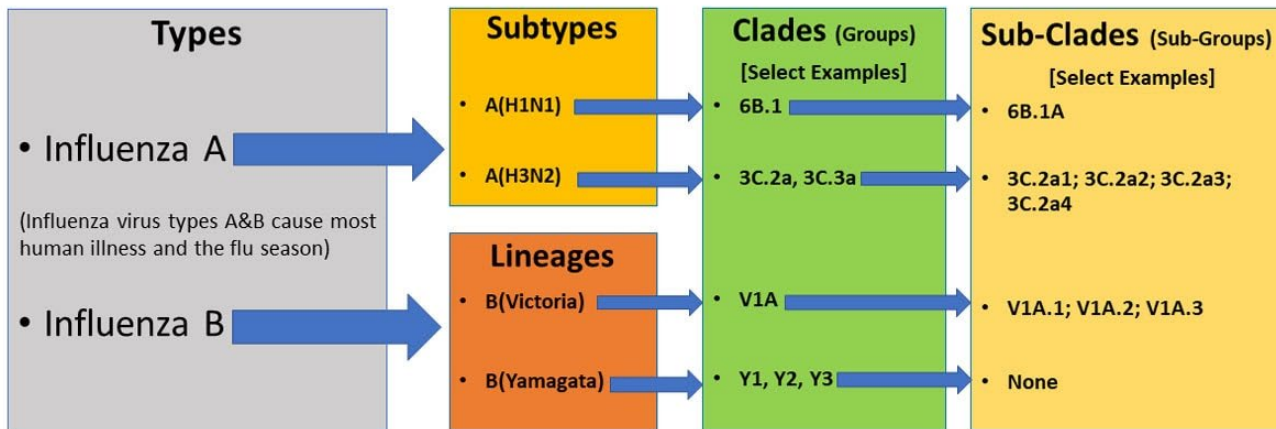 Types
• Influenza A
(Influenza virus types A&B cause most
human illness and the flu season)
• Influenza B
Subtypes
• A(H1N1)
• A(H3N2)
Lineages
• B(Victoria)
• B(Yamagata)
Clades (Groups)
[Select Examples]
• 6B.1
• 3C.2a, 3C.3a
• V1A
• Y1, Y2, Y3
Sub-Clades (Sub-Groups)
[Select Examples]
• 6B.1A
• 3C.2a1; 3C.2a2; 3C.2a3;
3C.2a4
• V1A.1; V1A.2; V1A.3
• None